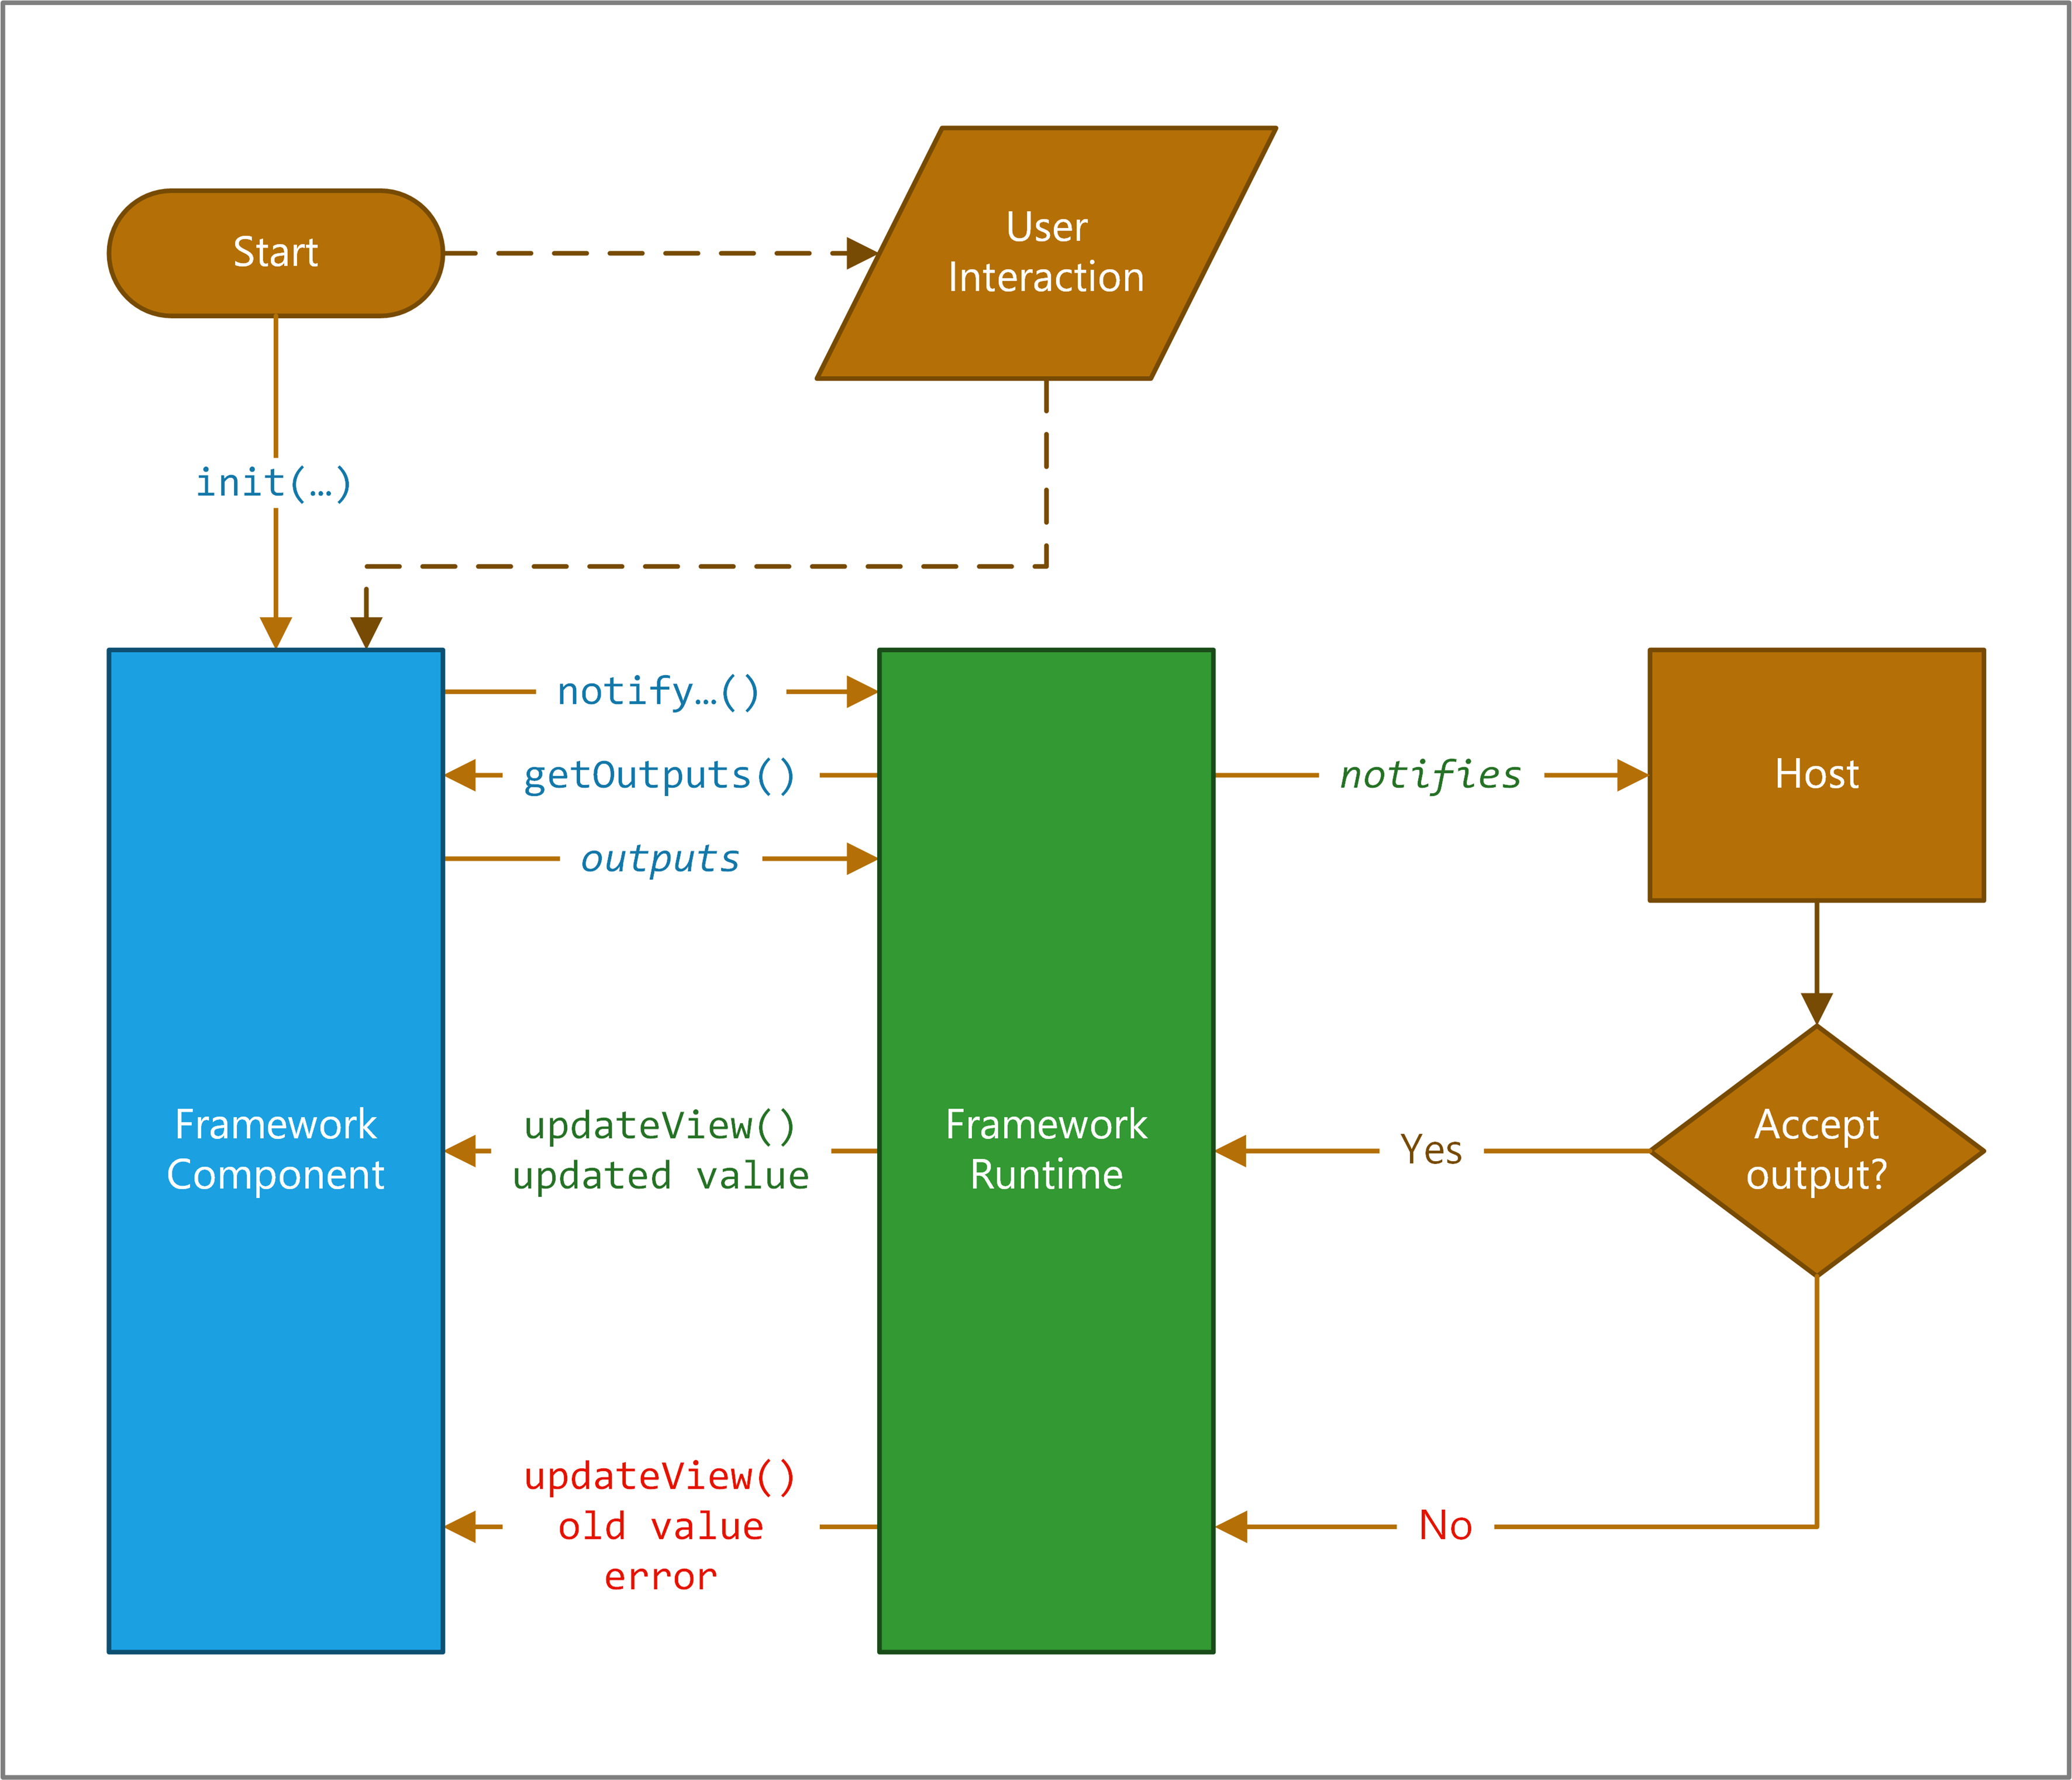 Start
User
Interaction
init(…)
notify…()
getOutputs()
notifies
Host
outputs
Framework
Component
updateView()
updated value
Framework
Runtime
Yes
Accept
output?
updateView()
old value
error
No